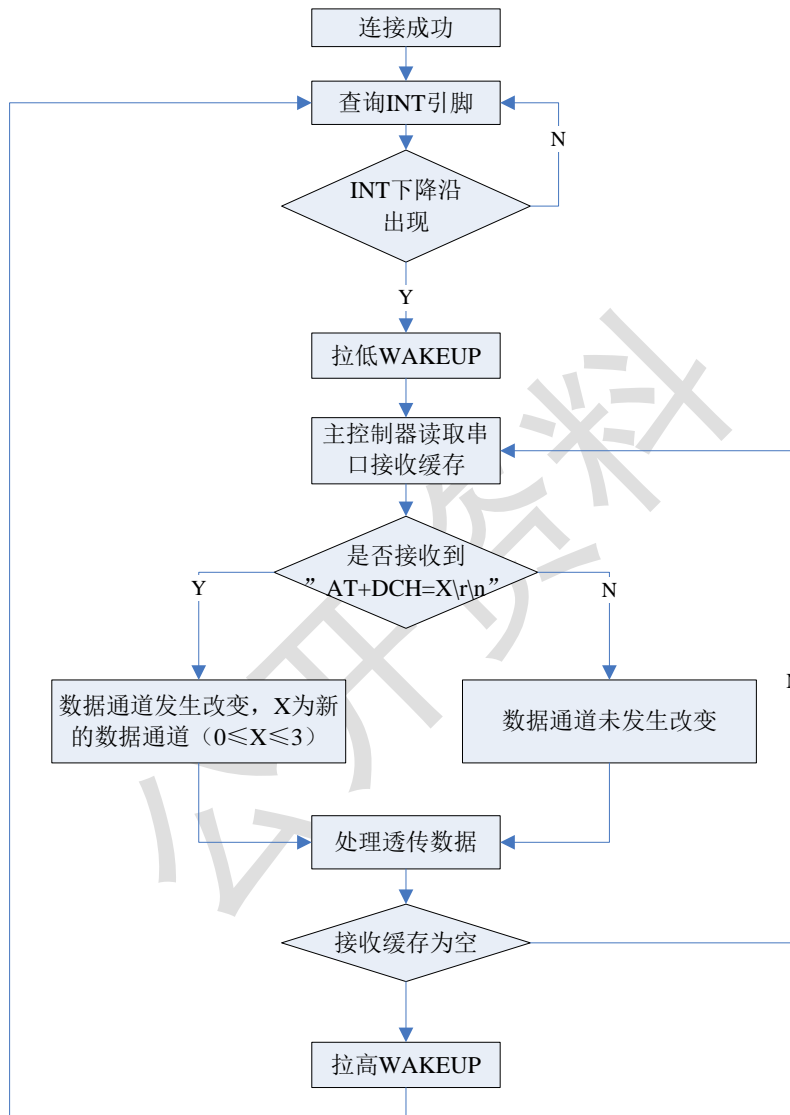 连接成功
查询INT引脚
N
INT下降沿
出现
Y
拉低WAKEUP
主控制器读取串
口接收缓存
是否接收到
”AT+DCH=X\r\n”
Y
N
数据通道发生改变，X为新
的数据通道（0≤X≤3）
数据通道未发生改变
处理透传数据
接收缓存为空
拉高WAKEUP
公开资料